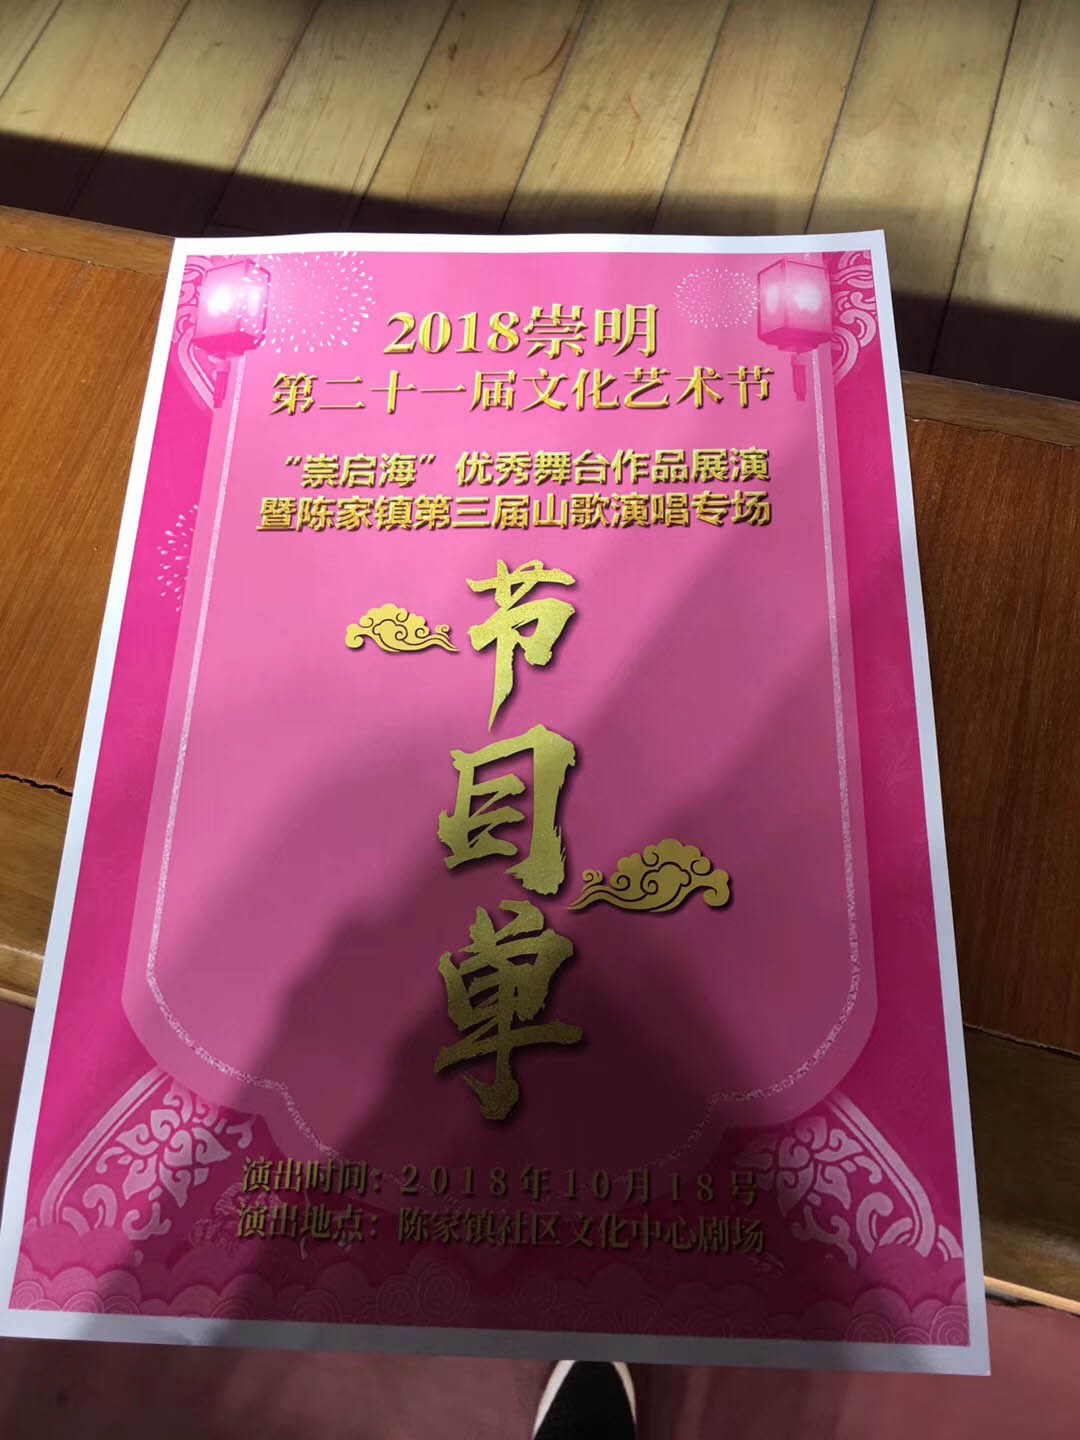 2018崇明
第二十一届文化艺术节
“崇启海”优秀舞台作品展演
暨陈家镇第三届山歌演唱专场
节目单
演出时间：2018年10月18号
演出地点：陈家镇社区文化中心剧场